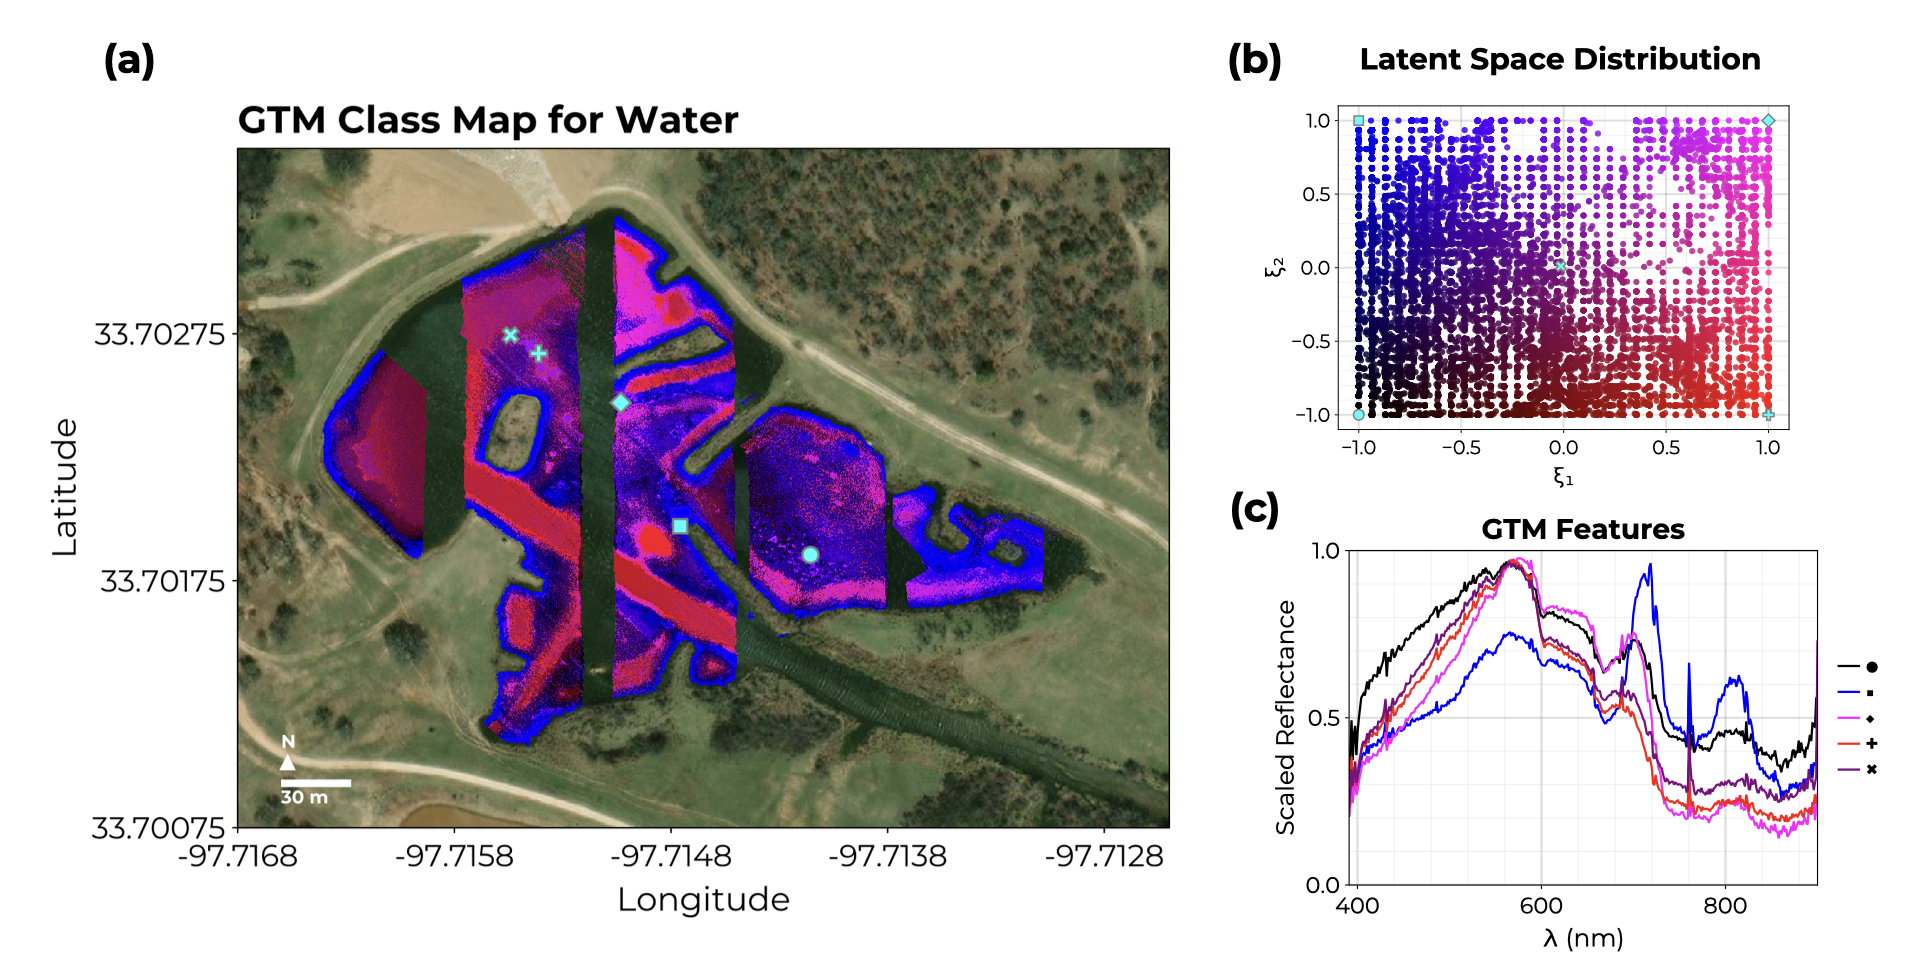 (a)
GTM Class Map for Water
33.70275
33.70175
33.70075
Latitude
-97.7168
-97.7158
-97.7148
-97.7138
-97.7128
Longitude
N
30 m
(b)
Latent Space Distribution
1.0
0.5
0.0
−0.5
−1.0
ξ₂
−1.0
−0.5
0.0
0.5
1.0
ξ₁
(c)
GTM Features
1.0
0.5
0.0
Scaled Reflectance
400
600
800
λ (nm)